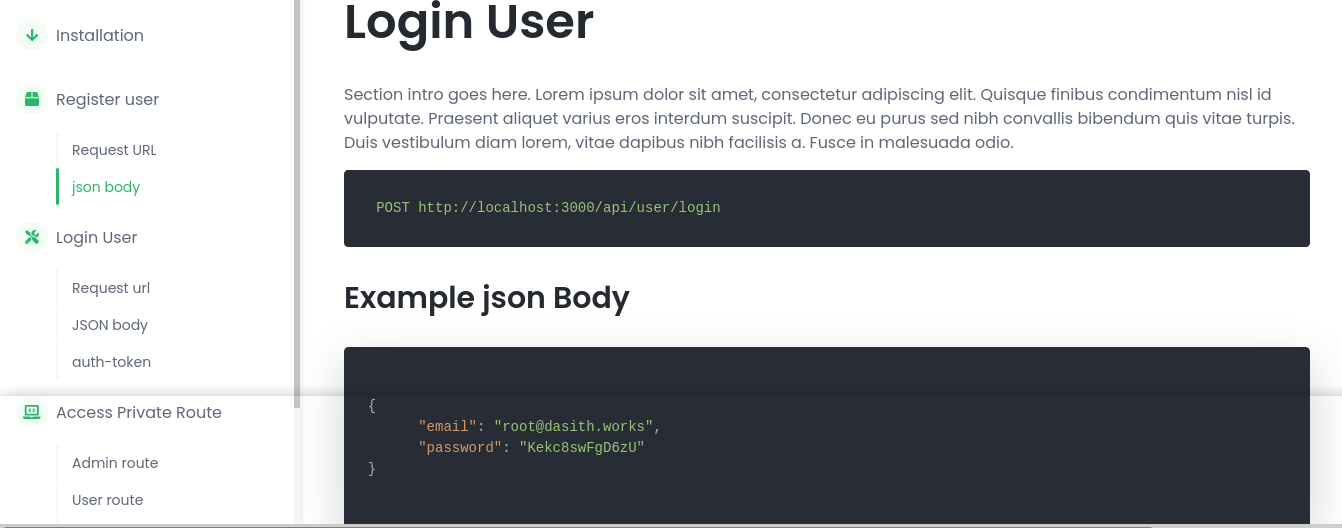 Installation
Register user
Request URL
json body
Login User
Request url
JSON body
auth-token
Access Private Route
Admin route
User route
Login User
Section intro goes here. Lorem ipsum dolor sit amet, consectetur adipiscing elit. Quisque finibus condimentum nisl id
vulputate. Praesent aliquet varius eros interdum suscipit. Donec eu purus sed nibh convallis bibendum quis vitae turpis.
Duis vestibulum diam lorem, vitae dapibus nibh facilisis a. Fusce in malesuada odio.
POST http://localhost:3000/api/user/login
Example json Body
{
"email": "root@dasith.works",
"password": "Kekc8swFgD6zU"
}